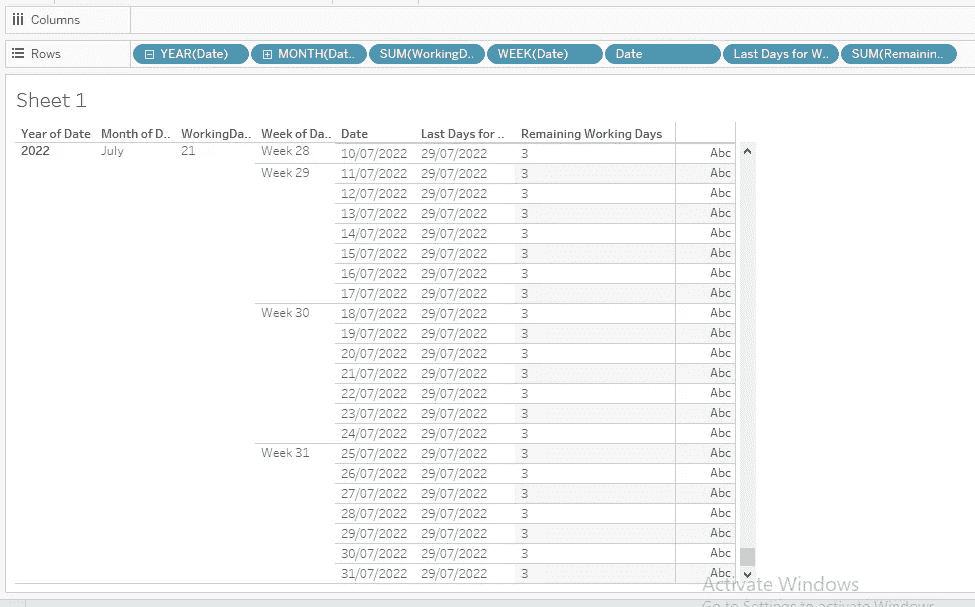 Columns
Rows YEAR(Date) MONTH(Dat.. SUM(WorkingD.. WEEK(Date) Date Last Days for W.. SUM(Remainin..
Sheet 1
Year of Date Month of D.. WorkingDa.. Week of Da.. Date Last Days for .. Remaining Working Days
2022 July 21 Week 28 10/07/2022 29/07/2022 3 Abc
Week 29 11/07/2022 29/07/2022 3 Abc
12/07/2022 29/07/2022 3 Abc
13/07/2022 29/07/2022 3 Abc
14/07/2022 29/07/2022 3 Abc
15/07/2022 29/07/2022 3 Abc
16/07/2022 29/07/2022 3 Abc
17/07/2022 29/07/2022 3 Abc
Week 30 18/07/2022 29/07/2022 3 Abc
19/07/2022 29/07/2022 3 Abc
20/07/2022 29/07/2022 3 Abc
21/07/2022 29/07/2022 3 Abc
22/07/2022 29/07/2022 3 Abc
23/07/2022 29/07/2022 3 Abc
24/07/2022 29/07/2022 3 Abc
Week 31 25/07/2022 29/07/2022 3 Abc
26/07/2022 29/07/2022 3 Abc
27/07/2022 29/07/2022 3 Abc
28/07/2022 29/07/2022 3 Abc
29/07/2022 29/07/2022 3 Abc
30/07/2022 29/07/2022 3 Abc
31/07/2022 29/07/2022 3 Abc
Activate Windows
Go to Settings to activate Windows